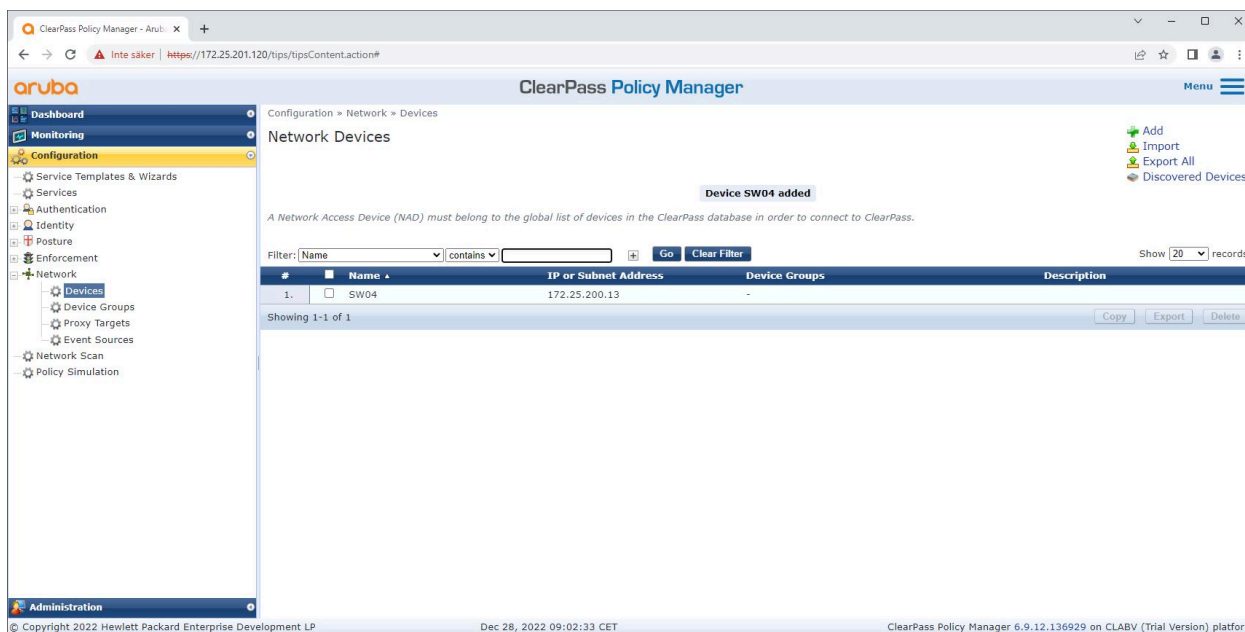 ClearPass Policy Manager - Arub
Inte säker | https://172.25.201.120/tips/tipsContent.action#
aruba
ClearPass Policy Manager
Menu
Dashboard
Monitoring
Configuration
Service Templates & Wizards
Services
Authentication
Identity
Posture
Enforcement
Network
Devices
Device Groups
Proxy Targets
Event Sources
Network Scan
Policy Simulation
Administration
Configuration » Network » Devices
Network Devices
Add
Import
Export All
Discovered Devices
Device SW04 added
A Network Access Device (NAD) must belong to the global list of devices in the ClearPass database in order to connect to ClearPass.
Filter: Name contains + Go Clear Filter Show 20 records
# Name IP or Subnet Address Device Groups Description
1. SW04 172.25.200.13 -
Showing 1-1 of 1 Copy Export Delete
© Copyright 2022 Hewlett Packard Enterprise Development LP Dec 28, 2022 09:02:33 CET ClearPass Policy Manager 6.9.12.136929 on CLABV (Trial Version) platfor